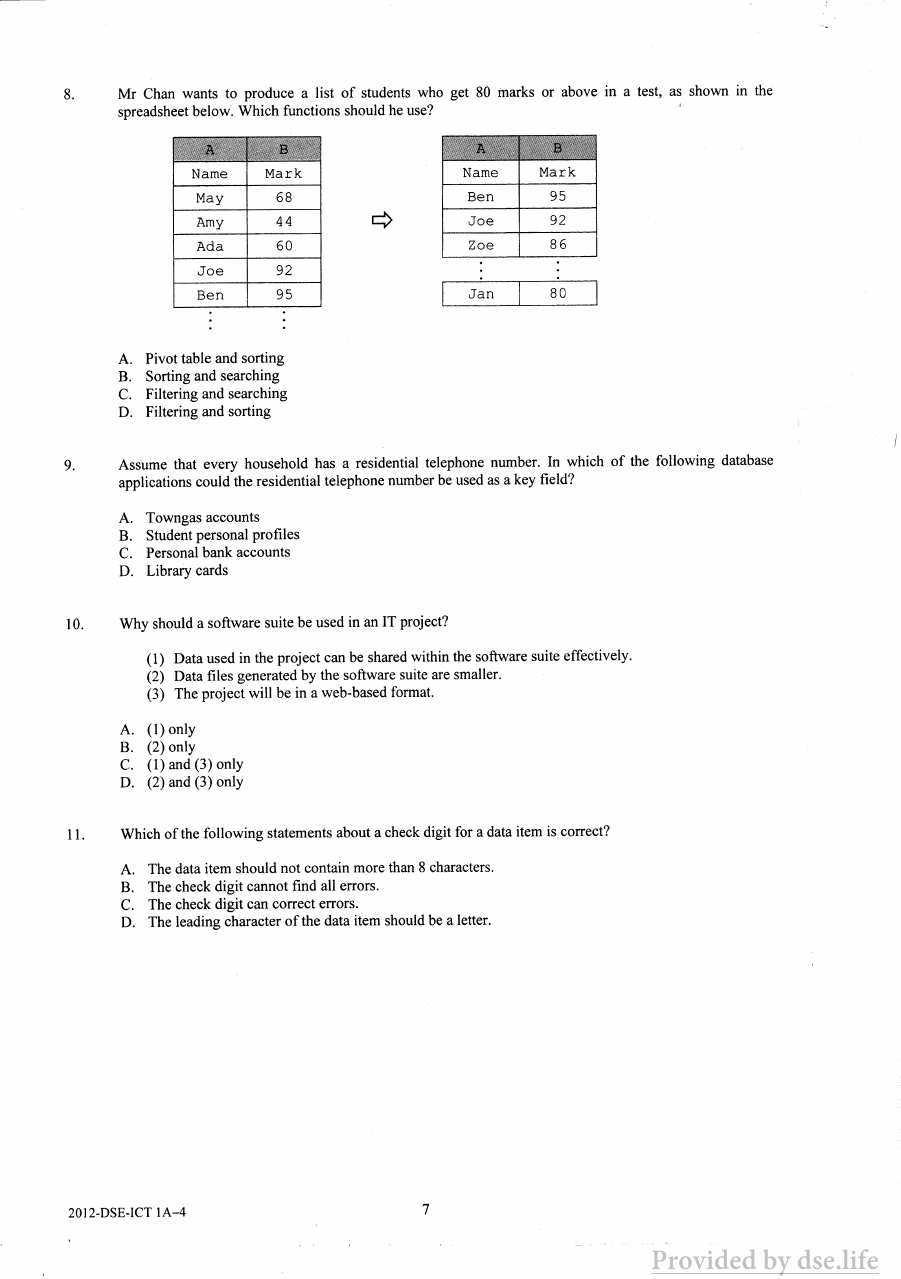 8. Mr Chan wants to produce a list of students who get 80 marks or above in a test, as shown in the
spreadsheet below. Which functions should he use?
A B
Name Mark
May 68
Amy 44
Ada 60
Joe 92
Ben 95
A B
Name Mark
Ben 95
Joe 92
Zoe 86
Jan 80
A. Pivot table and sorting
B. Sorting and searching
C. Filtering and searching
D. Filtering and sorting
9. Assume that every household has a residential telephone number. In which of the following database
applications could the residential telephone number be used as a key field?
A. Towngas accounts
B. Student personal profiles
C. Personal bank accounts
D. Library cards
10. Why should a software suite be used in an IT project?
(1) Data used in the project can be shared within the software suite effectively.
(2) Data files generated by the software suite are smaller.
(3) The project will be in a web-based format.
A. (1) only
B. (2) only
C. (1) and (3) only
D. (2) and (3) only
11. Which of the following statements about a check digit for a data item is correct?
A. The data item should not contain more than 8 characters.
B. The check digit cannot find all errors.
C. The check digit can correct errors.
D. The leading character of the data item should be a letter.
2012-DSE-ICT 1A–4 7
Provided by dse.life